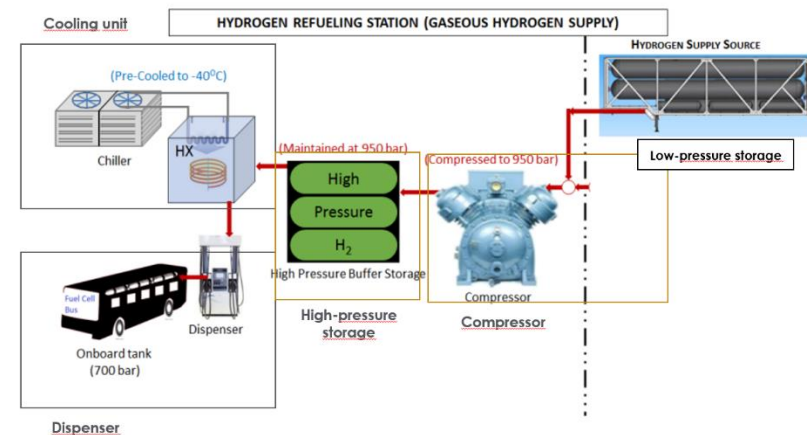 Cooling unit
HYDROGEN REFUELING STATION (GASEOUS HYDROGEN SUPPLY)
HYDROGEN SUPPLY SOURCE
(Pre-Cooled to -40⁰C)
Chiller
HX
(Maintained at 950 bar)
(Compressed to 950 bar)
Low-pressure storage
High
Pressure
H₂
High Pressure Buffer Storage
Compressor
High-pressure
storage
Compressor
Fuel Cell
Bus
Dispenser
Onboard tank
(700 bar)
Dispenser